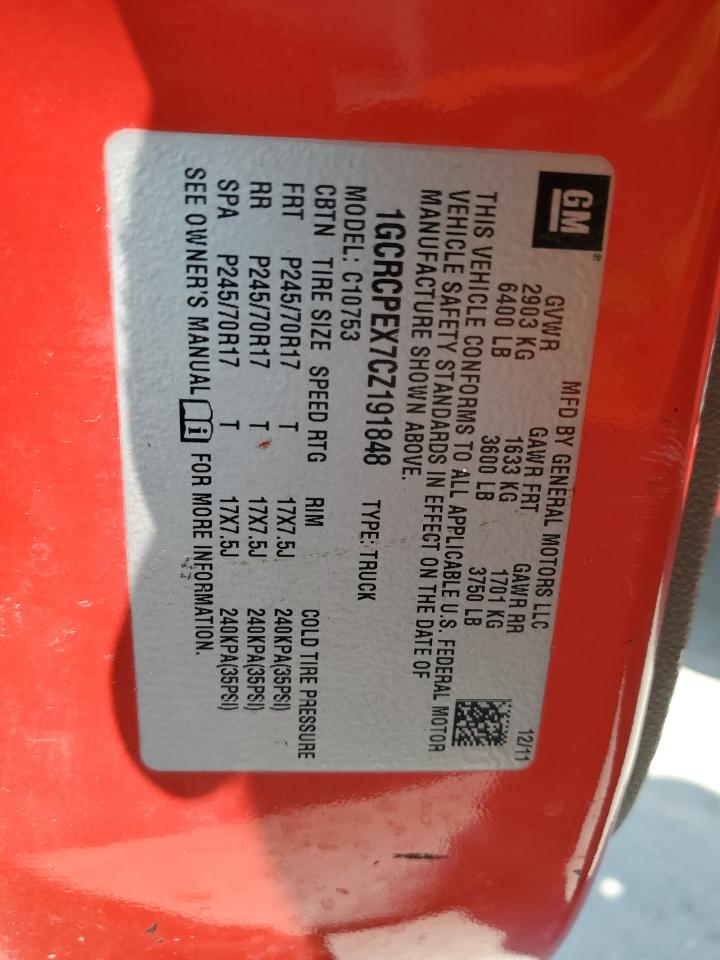 GM®
MFD BY GENERAL MOTORS LLC 12/11
GVWR GAWR FRT GAWR RR
2903 KG 1633 KG 1701 KG
6400 LB 3600 LB 3750 LB
THIS VEHICLE CONFORMS TO ALL APPLICABLE U.S. FEDERAL MOTOR
VEHICLE SAFETY STANDARDS IN EFFECT ON THE DATE OF
MANUFACTURE SHOWN ABOVE.
1GCRCPEX7CZ191848 TYPE: TRUCK
MODEL: C10753
CBTN TIRE SIZE SPEED RTG RIM COLD TIRE PRESSURE
FRT P245/70R17 T 17X7.5J 240KPA(35PSI)
RR P245/70R17 T 17X7.5J 240KPA(35PSI)
SPA P245/70R17 T 17X7.5J 240KPA(35PSI)
SEE OWNER'S MANUAL i FOR MORE INFORMATION.